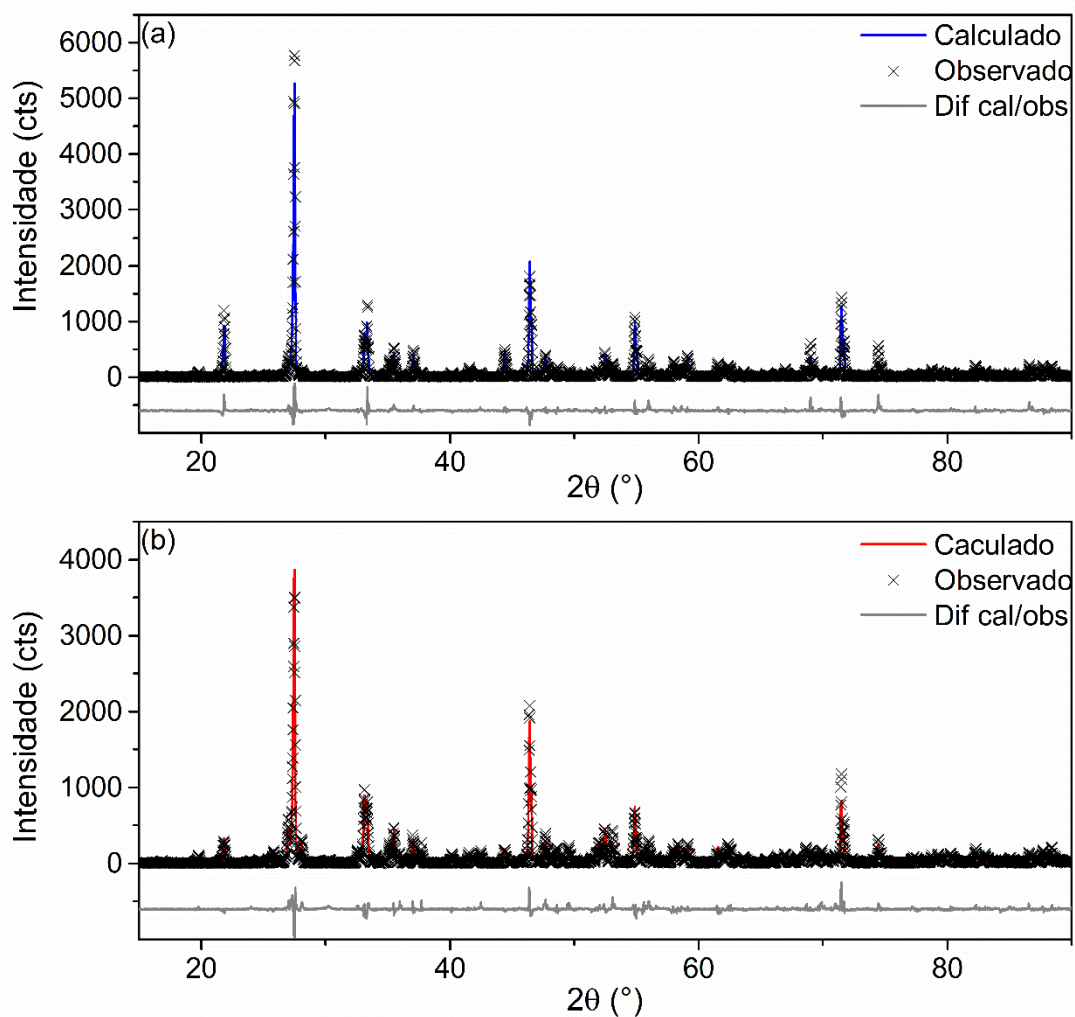 (a)
Calculado
Observado
Dif cal/obs
6000
5000
4000
3000
2000
1000
0
Intensidade (cts)
20
40
60
80
2θ (°)
(b)
Caculado
Observado
Dif cal/obs
4000
3000
2000
1000
0
Intensidade (cts)
20
40
60
80
2θ (°)